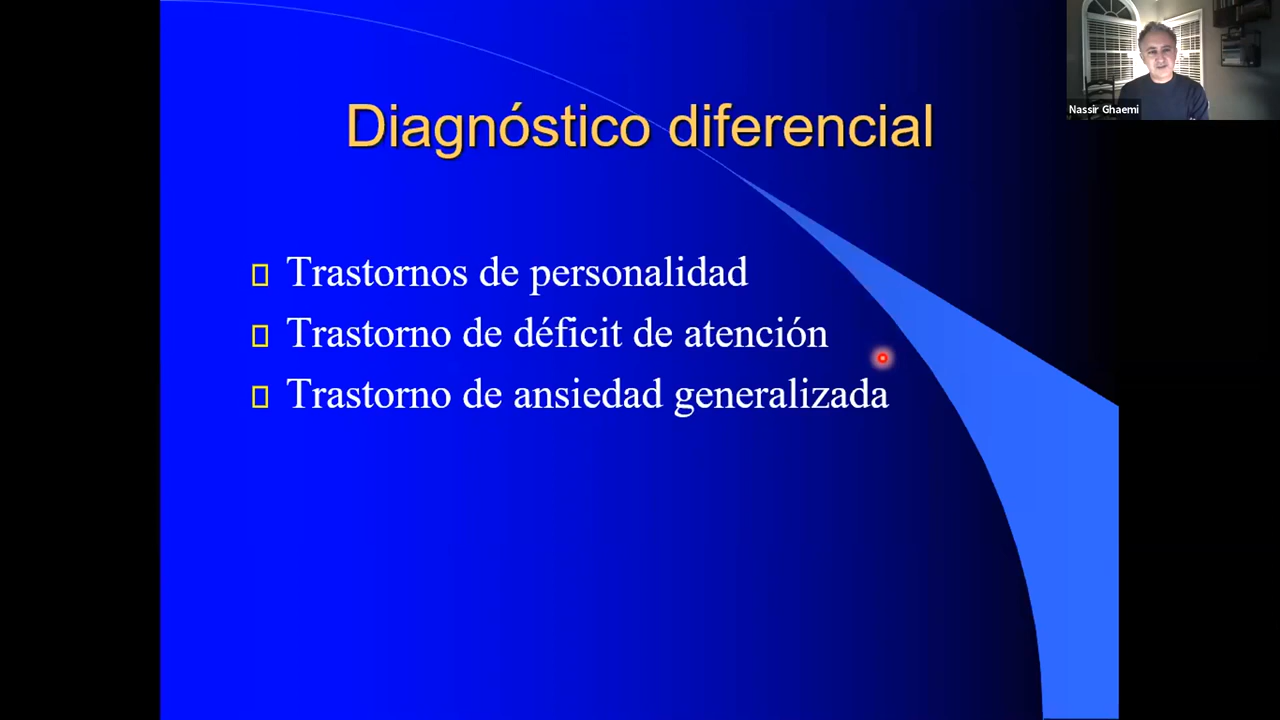 Diagnóstico diferencial
Nassir Ghaemi
Trastornos de personalidad
Trastorno de déficit de atención
Trastorno de ansiedad generalizada